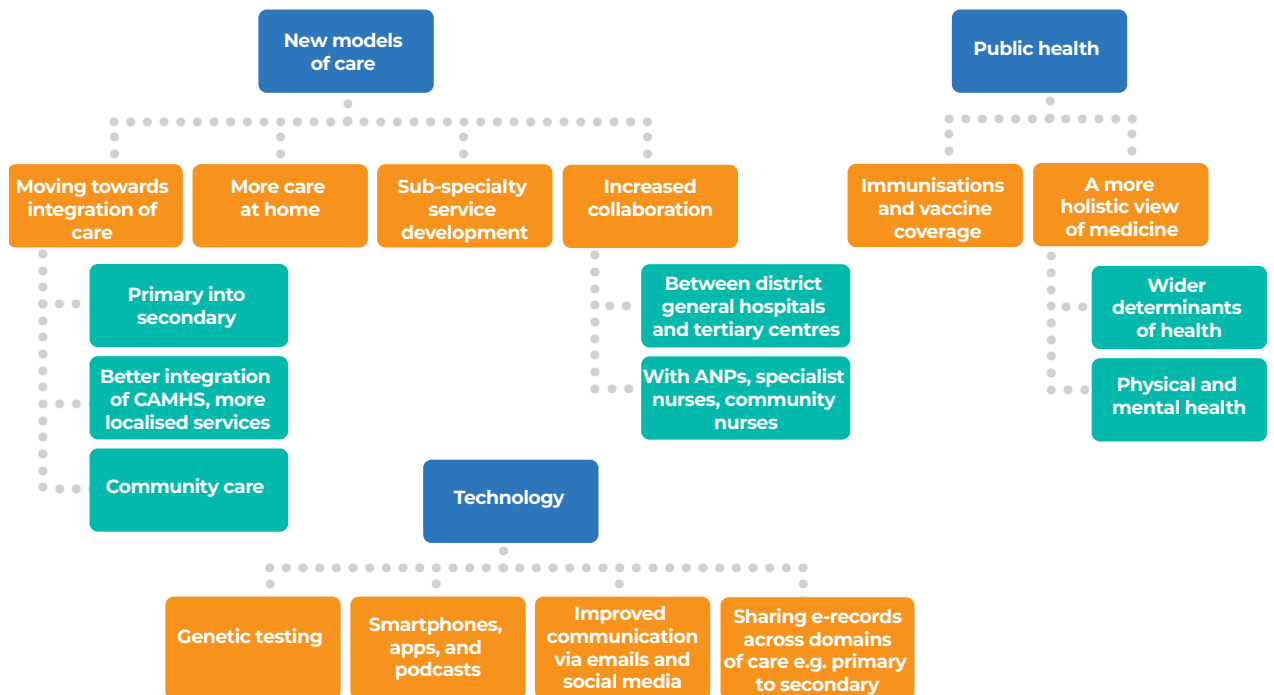 New models
of care
Public health
Moving towards
integration of
care
More care
at home
Sub-specialty
service
development
Increased
collaboration
Immunisations
and vaccine
coverage
A more
holistic view
of medicine
Primary into
secondary
Better integration
of CAMHS, more
localised services
Community care
Between district
general hospitals
and tertiary centres
With ANPs, specialist
nurses, community
nurses
Wider
determinants
of health
Physical and
mental health
Technology
Genetic testing
Smartphones,
apps, and
podcasts
Improved
communication
via emails and
social media
Sharing e-records
across domains
of care e.g. primary
to secondary